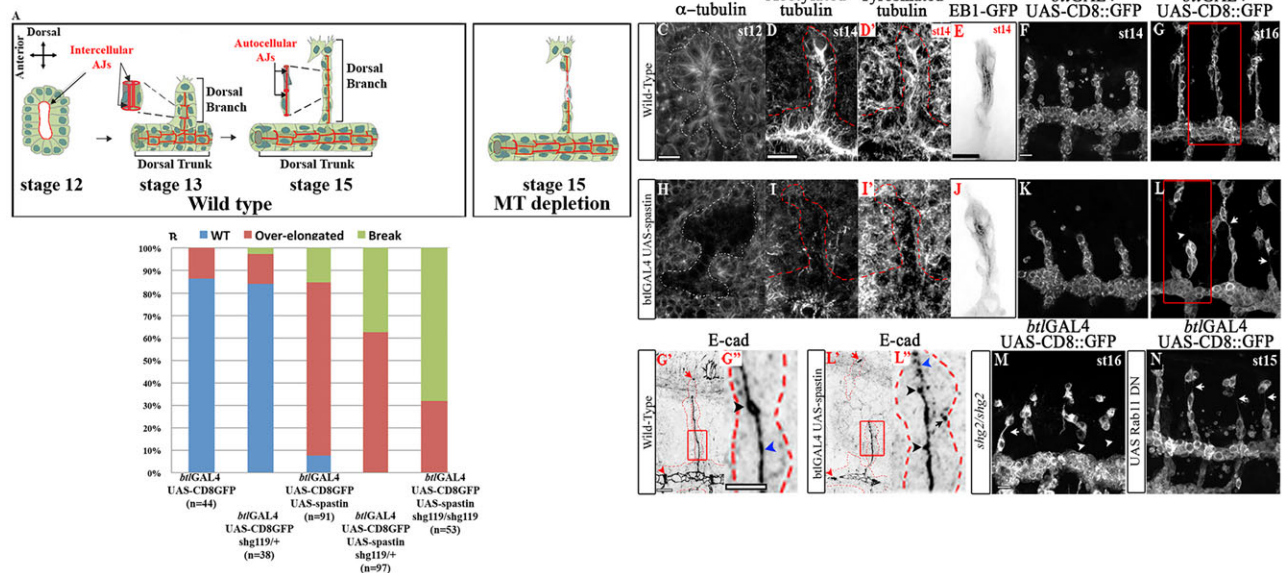 A
Dorsal
Anterior
Intercellular
AJs
Autocellular
AJs
Dorsal
Branch
Dorsal
Branch
Dorsal Trunk
Dorsal Trunk
stage 12
stage 13
stage 15
Wild type
stage 15
MT depletion
WT
Over-elongated
Break
100%
90%
80%
70%
60%
50%
40%
30%
20%
10%
0%
btlGAL4
UAS-CD8GFP
(n=44)
btlGAL4
UAS-CD8GFP
shg119/+
(n=38)
btlGAL4
UAS-CD8GFP
UAS-spastin
(n=91)
btlGAL4
UAS-CD8GFP
UAS-spastin
shg119/+
(n=97)
btlGAL4
UAS-CD8GFP
UAS-spastin
shg119/shg119
(n=53)
α-tubulin
tubulin
tubulin
EB1-GFP
UAS-CD8::GFP
UAS-CD8::GFP
Wild-Type
C st12
D st14
D' st14
E st14
F st14
G st16
btlGAL4 UAS-spastin
H
I
I'
J
K
L
E-cad
E-cad
btlGAL4
UAS-CD8::GFP
btlGAL4
UAS-CD8::GFP
Wild-Type
G'
G"
btlGAL4 UAS-spastin
L'
L"
shg2/shg2
M st16
UAS Rab11 DN
N st15